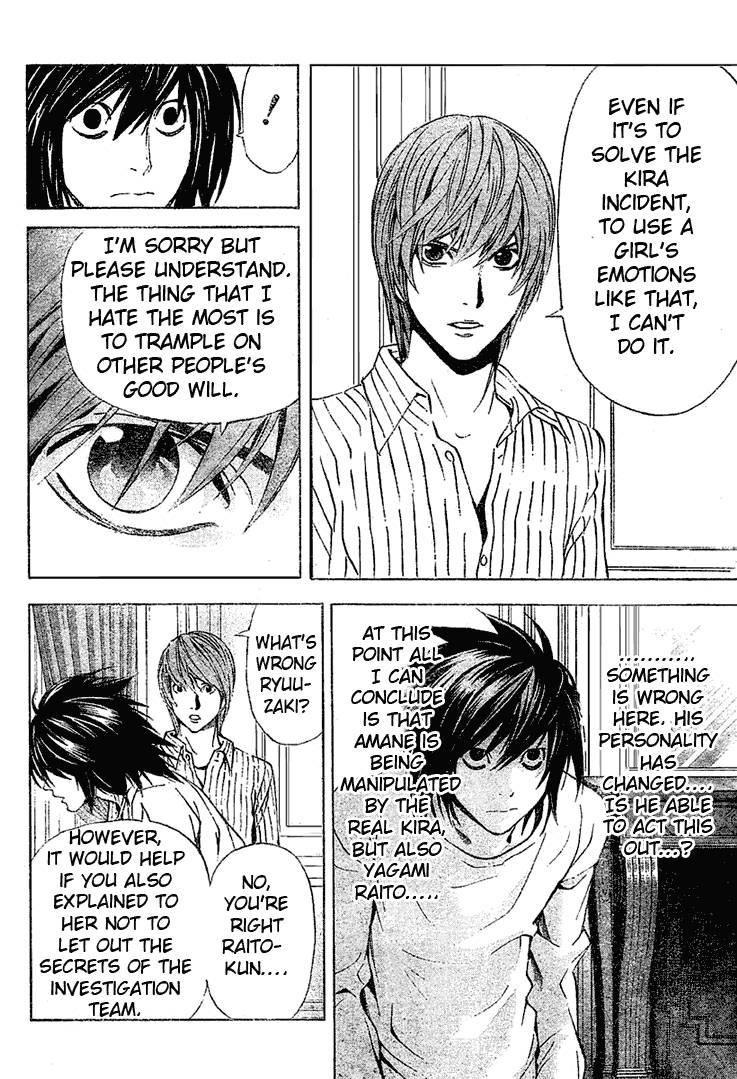 EVEN IF
IT'S TO
SOLVE THE
KIRA
INCIDENT,
TO USE A
GIRL'S
EMOTIONS
LIKE THAT,
I CAN'T
DO IT.
!
I'M SORRY BUT
PLEASE UNDERSTAND.
THE THING THAT I
HATE THE MOST IS
TO TRAMPLE ON
OTHER PEOPLE'S
GOOD WILL.
...........
SOMETHING
IS WRONG
HERE. HIS
PERSONALITY
HAS
CHANGED....
IS HE ABLE
TO ACT THIS
OUT...?
AT THIS
POINT ALL
I CAN
CONCLUDE
IS THAT
AMANE IS
BEING
MANIPULATED
BY THE
REAL KIRA,
BUT ALSO
YAGAMI
RAITO.....
WHAT'S
WRONG
RYUU-
ZAKI?
NO,
YOU'RE
RIGHT
RAITO-
KUN....
HOWEVER,
IT WOULD HELP
IF YOU ALSO
EXPLAINED TO
HER NOT TO
LET OUT THE
SECRETS OF THE
INVESTIGATION
TEAM.